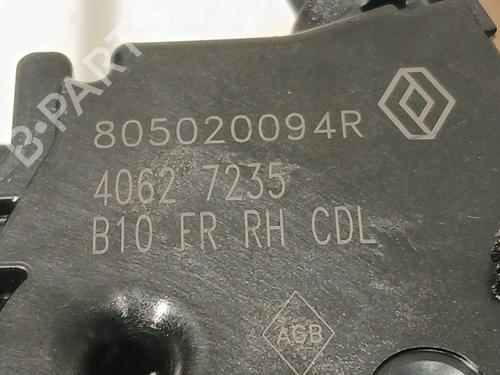 B-PARTS
805020094R
4062 7235
B10 FR RH CDL
AGB